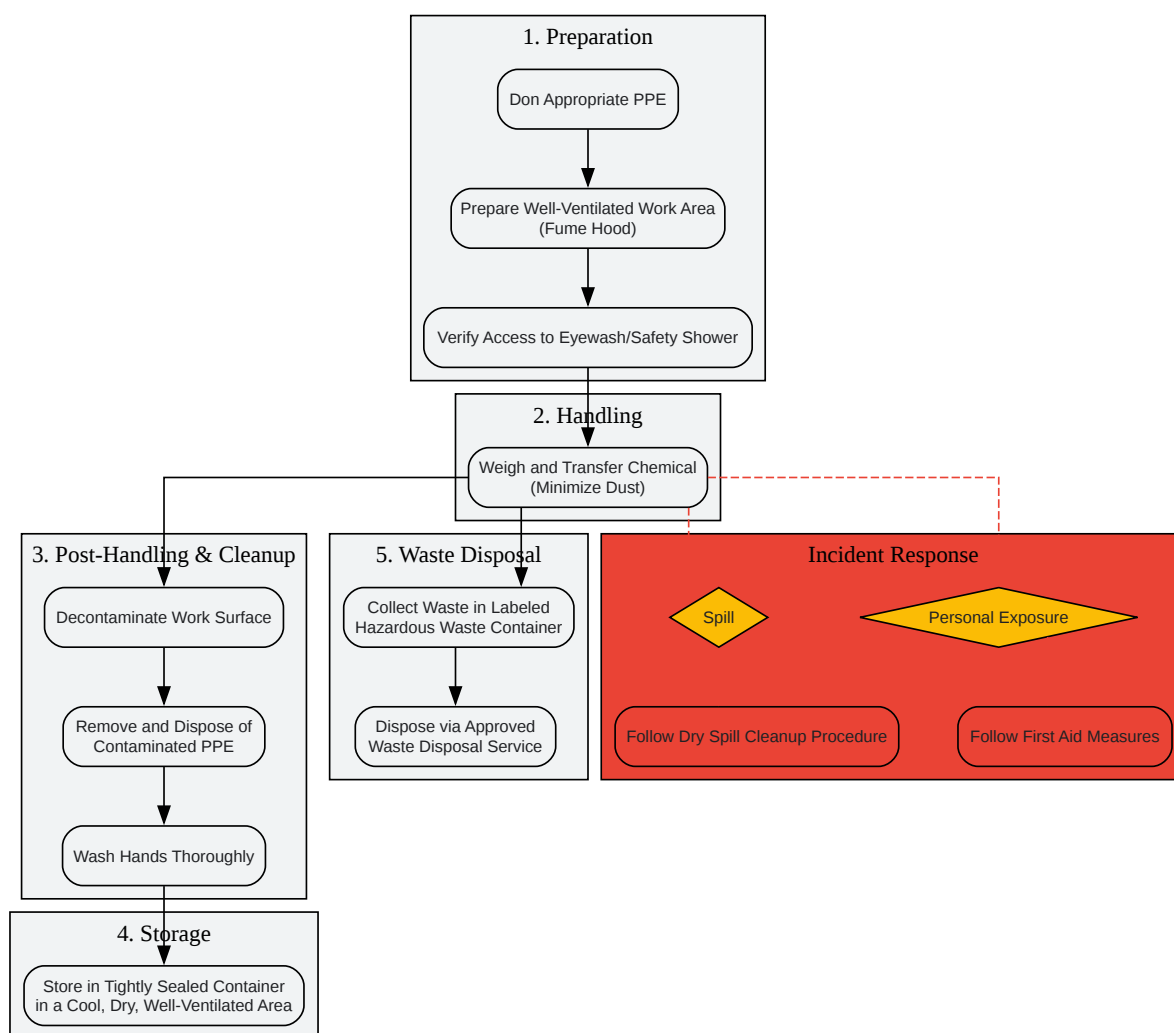 1. Preparation
Don Appropriate PPE
Prepare Well-Ventilated Work Area
(Fume Hood)
Verify Access to Eyewash/Safety Shower
2. Handling
Weigh and Transfer Chemical
(Minimize Dust)
3. Post-Handling & Cleanup
Decontaminate Work Surface
Remove and Dispose of
Contaminated PPE
Wash Hands Thoroughly
4. Storage
Store in Tightly Sealed Container
in a Cool, Dry, Well-Ventilated Area
5. Waste Disposal
Collect Waste in Labeled
Hazardous Waste Container
Dispose via Approved
Waste Disposal Service
Incident Response
Spill
Personal Exposure
Follow Dry Spill Cleanup Procedure
Follow First Aid Measures